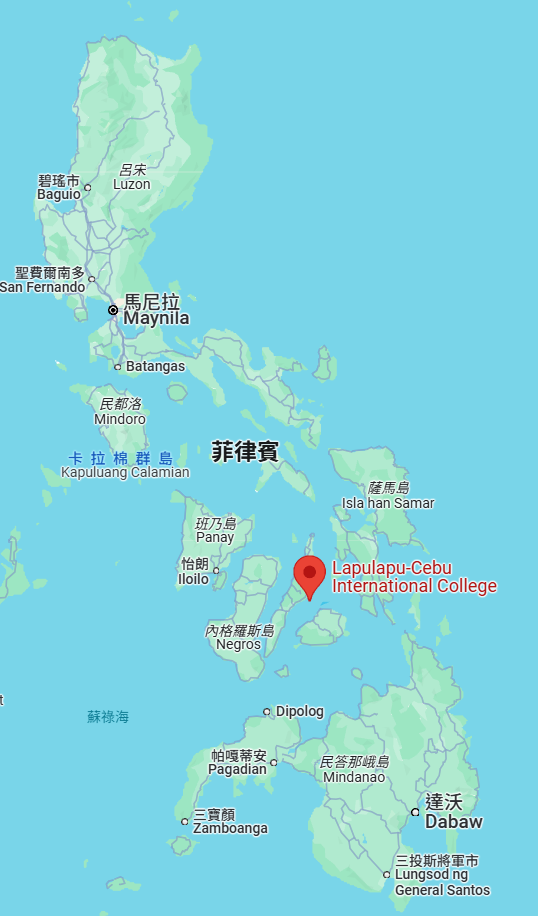 呂宋
Luzon
碧瑤市
Baguio
聖費爾南多
San Fernando
馬尼拉
Maynila
Batangas
民都洛
Mindoro
卡拉棉群島
Kapuluang Calamian
菲律賓
薩馬島
Isla han Samar
班乃島
Panay
怡朗
Iloilo
Lapulapu-Cebu
International College
內格羅斯島
Negros
t
蘇祿海
Dipolog
帕嘎蒂安
Pagadian
民答那峨島
Mindanao
達沃
Dabaw
三寶顏
Zamboanga
三投斯將軍市
Lungsod ng
General Santos